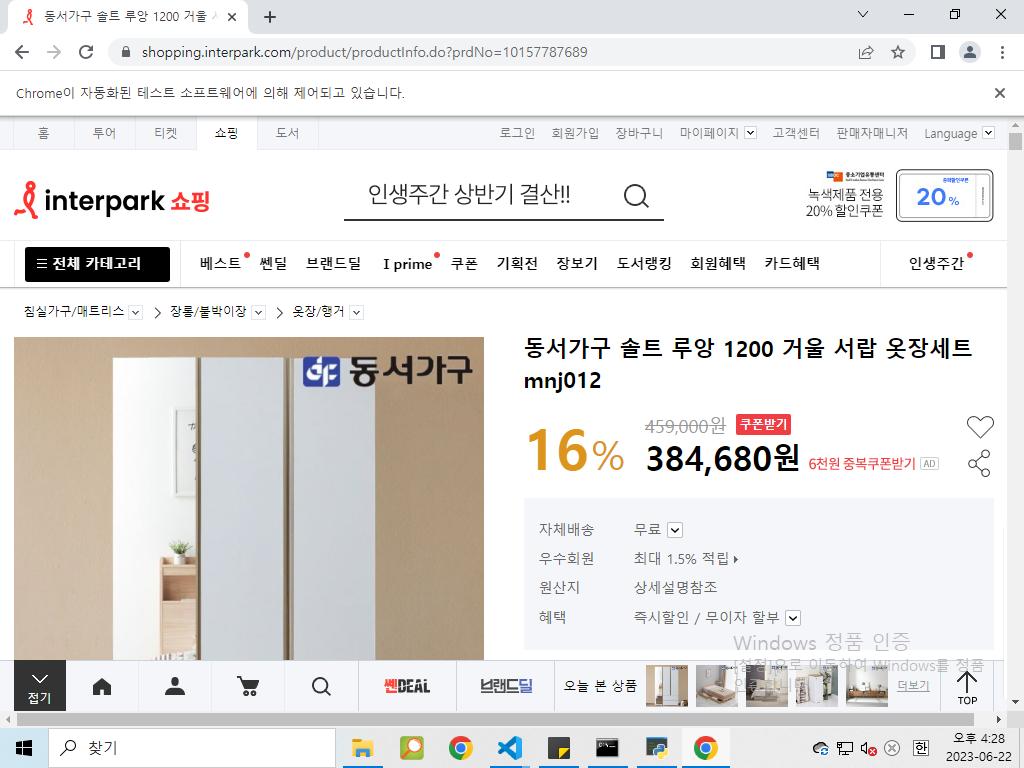 동서가구 솔트 루앙 1200 거울 서
shopping.interpark.com/product/productInfo.do?prdNo=10157787689
Chrome이 자동화된 테스트 소프트웨어에 의해 제어되고 있습니다.
홈 투어 티켓 쇼핑 도서 로그인 회원가입 장바구니 마이페이지 고객센터 판매자매니저 Language
interpark 쇼핑
인생주간 상반기 결산!!
중소기업유통센터
녹색제품 전용
20% 할인쿠폰
중복할인쿠폰
20%
전체 카테고리 베스트 쎈딜 브랜드딜 I prime 쿠폰 기획전 장보기 도서랭킹 회원혜택 카드혜택 인생주간
침실가구/매트리스 장롱/붙박이장 옷장/행거
동서가구
동서가구 솔트 루앙 1200 거울 서랍 옷장세트
mnj012
16%
459,000원 쿠폰받기
384,680원 6천원 중복쿠폰받기 AD
자체배송 무료
우수회원 최대 1.5% 적립
원산지 상세설명참조
혜택 즉시할인 / 무이자 할부
Windows 정품 인증
[설정]으로 이동하여 Windows를 정품
접기 쎈DEAL 브랜드딜 오늘 본 상품 더보기 TOP
찾기
한
오후 4:28
2023-06-22